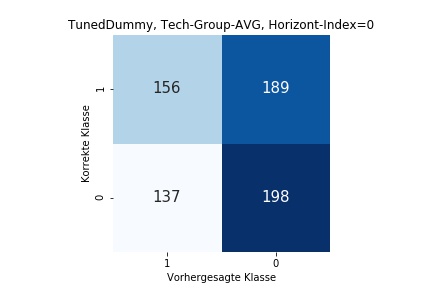 TunedDummy, Tech-Group-AVG, Horizont-Index=0
Korrekte Klasse
1
156 189
0
137 198
1 0
Vorhergesagte Klasse